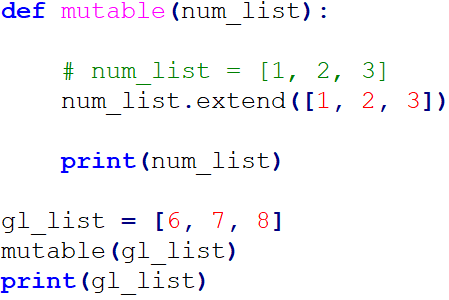 def mutable(num_list):
# num_list = [1, 2, 3]
num_list.extend([1, 2, 3])
print(num_list)
gl_list = [6, 7, 8]
mutable(gl_list)
print(gl_list)